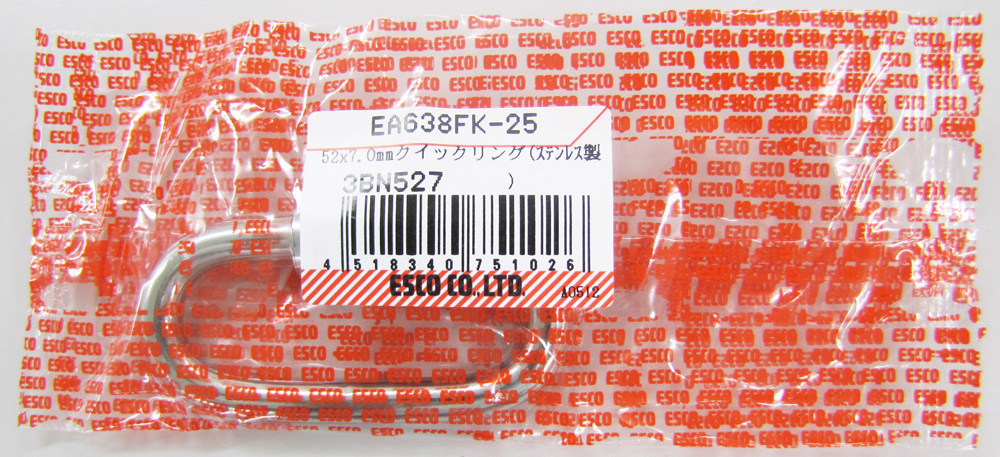 EA638FK-25
52x7.0mmクイックリング(ステンレス製
3BN527 )
4 518340 751026
ESCO CO.,LTD.
A0512
ESCO